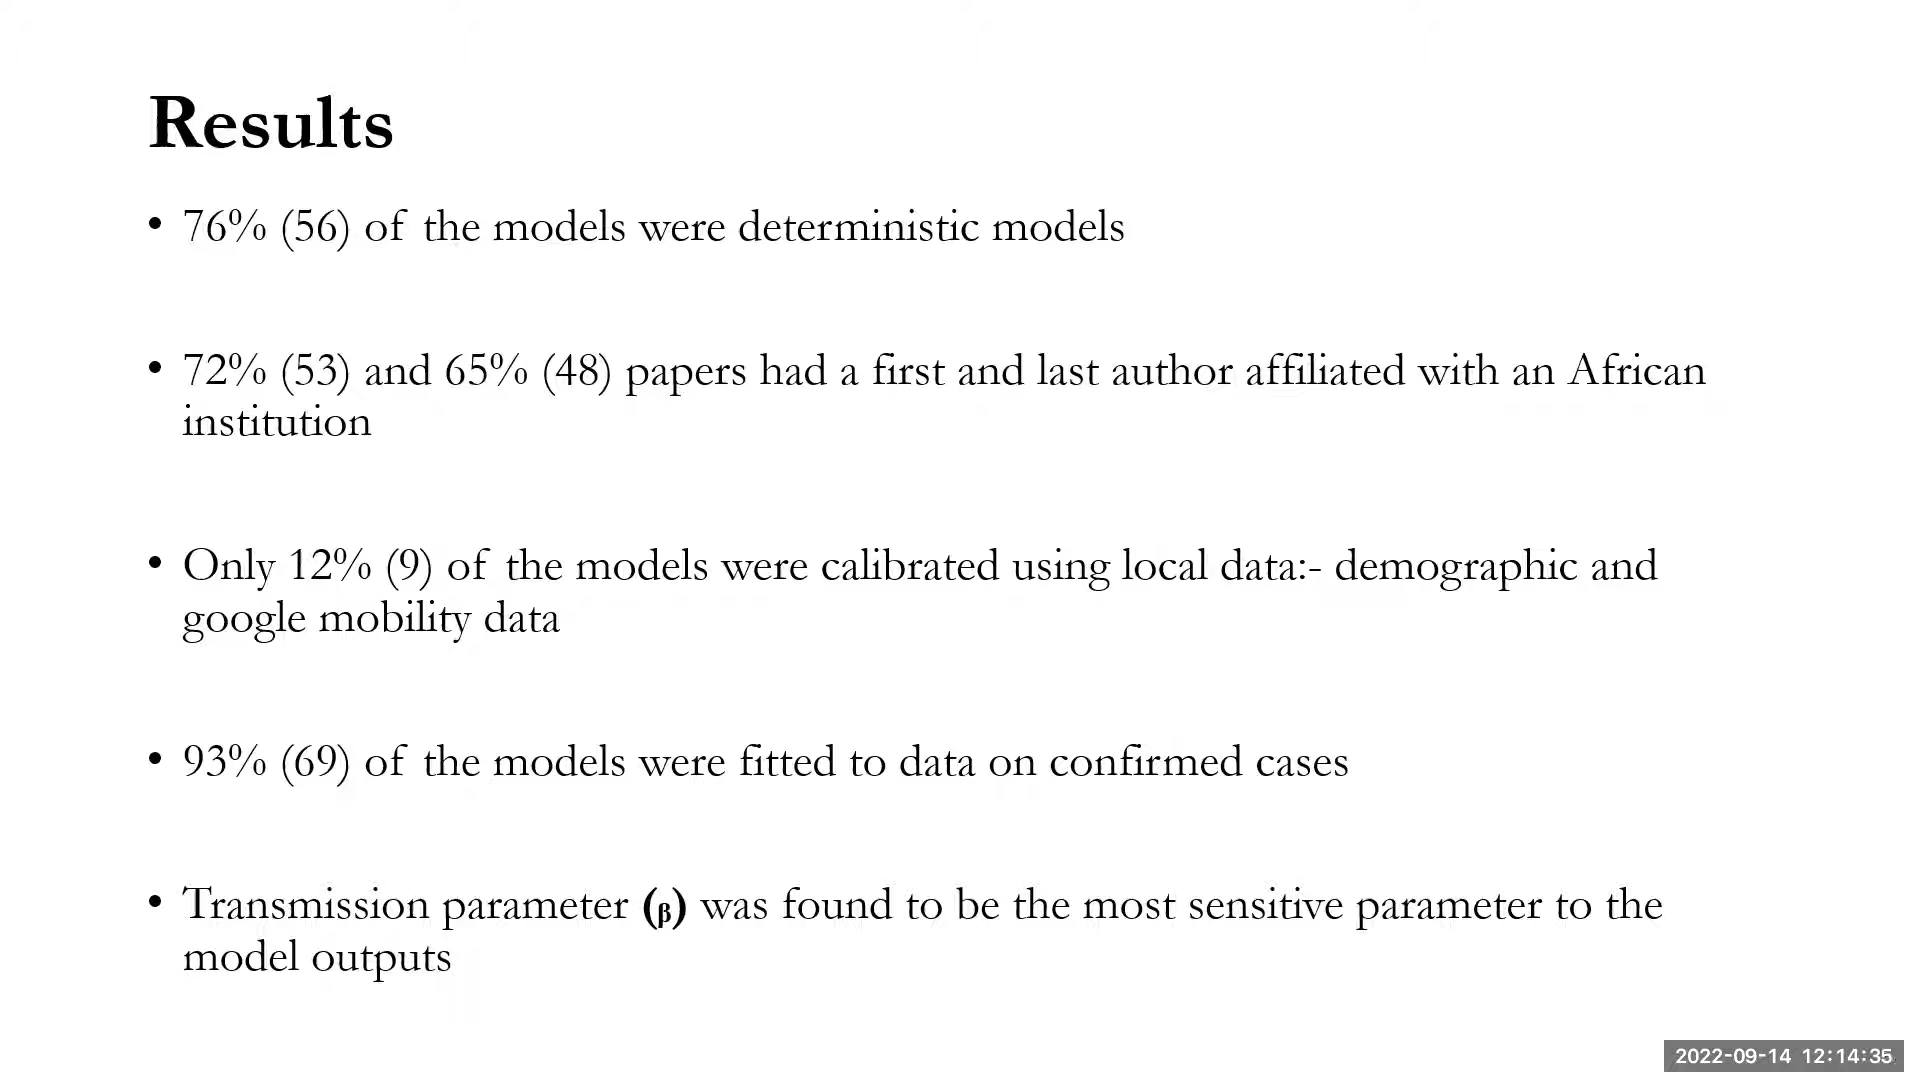 Results
• 76% (56) of the models were deterministic models
• 72% (53) and 65% (48) papers had a first and last author affiliated with an African
institution
• Only 12% (9) of the models were calibrated using local data:- demographic and
google mobility data
• 93% (69) of the models were fitted to data on confirmed cases
• Transmission parameter (β) was found to be the most sensitive parameter to the
model outputs
2022-09-14 12:14:35